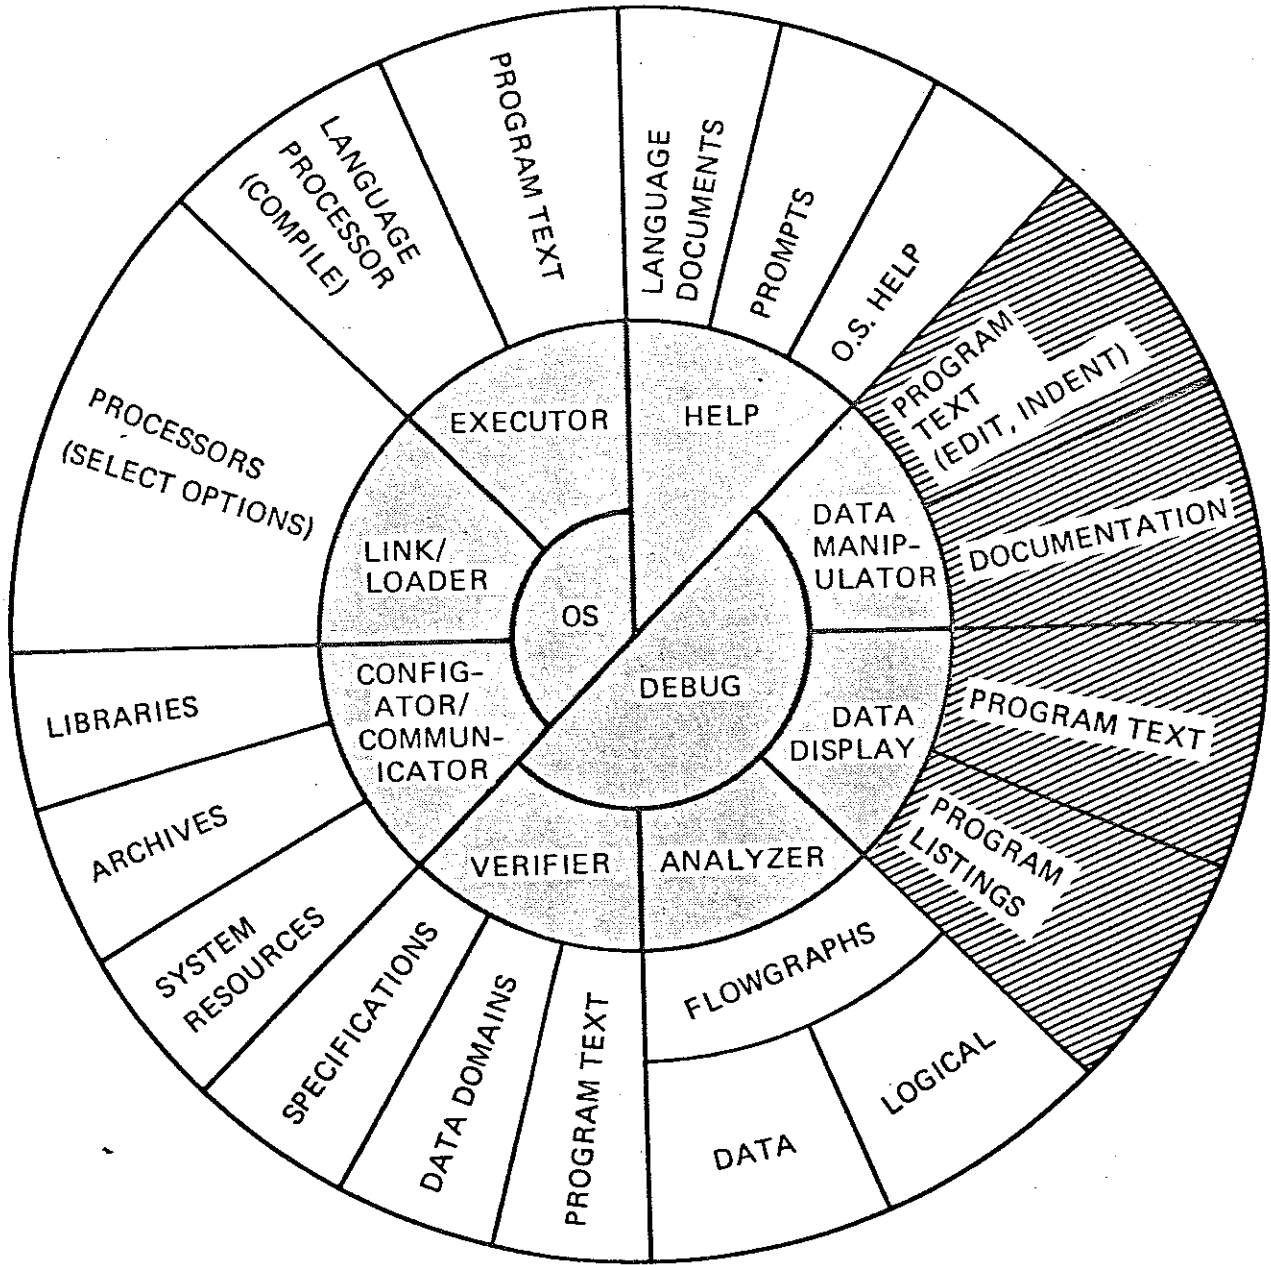 PROGRAM TEXT
LANGUAGE
DOCUMENTS
PROMPTS
O.S. HELP
PROGRAM
TEXT
(EDIT, INDENT)
DOCUMENTATION
PROGRAM TEXT
PROGRAM
LISTINGS
FLOWGRAPHS
LOGICAL
DATA
PROGRAM TEXT
DATA DOMAINS
SPECIFICATIONS
SYSTEM
RESOURCES
ARCHIVES
LIBRARIES
PROCESSORS
(SELECT OPTIONS)
LANGUAGE
PROCESSOR
(COMPILE)
EXECUTOR
HELP
DATA
MANIP-
ULATOR
DATA
DISPLAY
ANALYZER
VERIFIER
CONFIG-
ATOR/
COMMUN-
ICATOR
LINK/
LOADER
OS
DEBUG